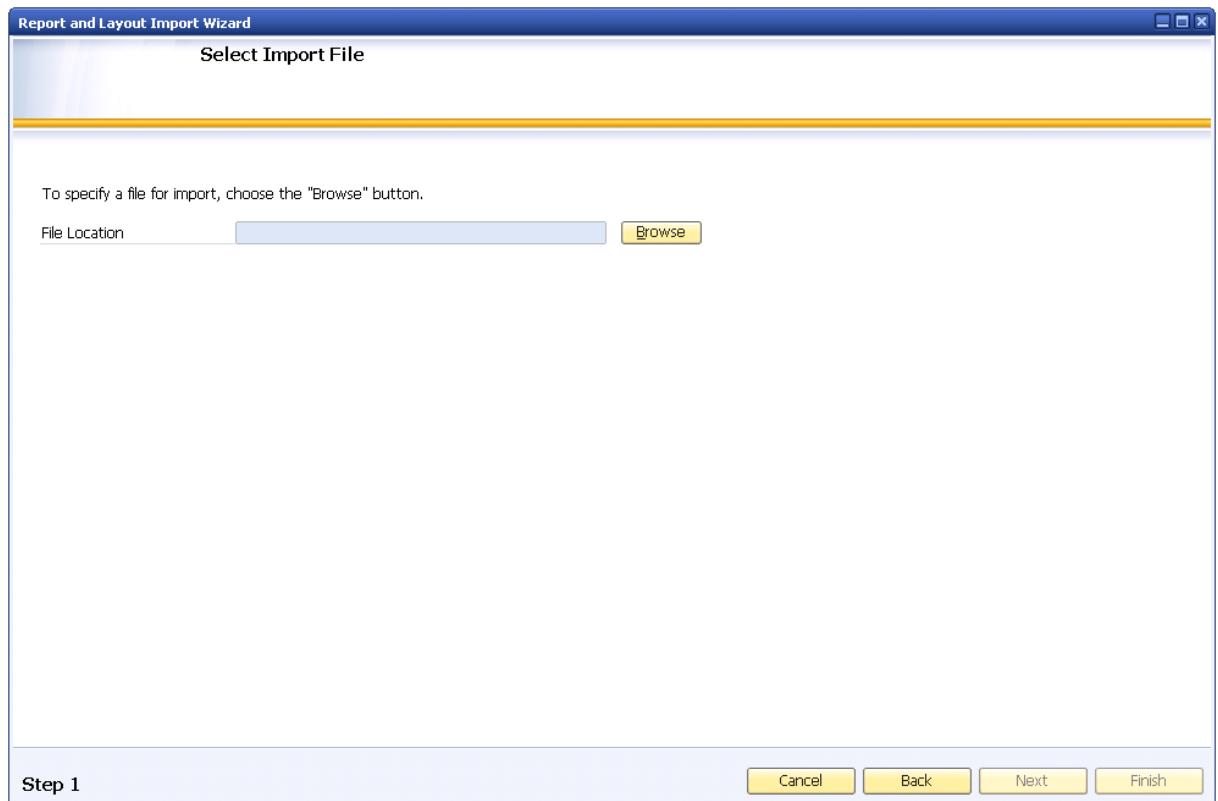 Report and Layout Import Wizard
Select Import File
To specify a file for import, choose the "Browse" button.
File Location
Browse
Step 1
Cancel
Back
Next
Finish